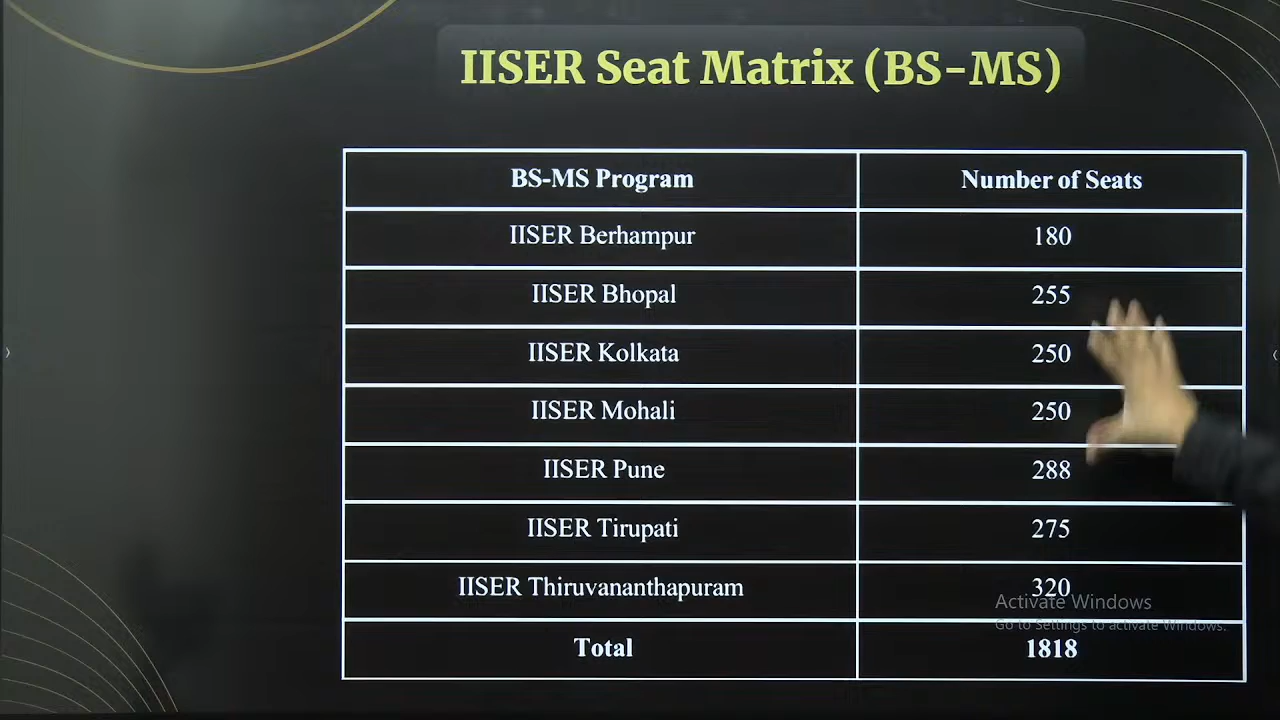 IISER Seat Matrix (BS-MS)
BS-MS Program Number of Seats
IISER Berhampur 180
IISER Bhopal 255
IISER Kolkata 250
IISER Mohali 250
IISER Pune 288
IISER Tirupati 275
IISER Thiruvananthapuram 320
Activate Windows
Go to Settings to activate Windows.
Total 1818